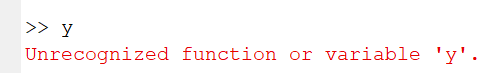 >> y
Unrecognized function or variable 'y'.